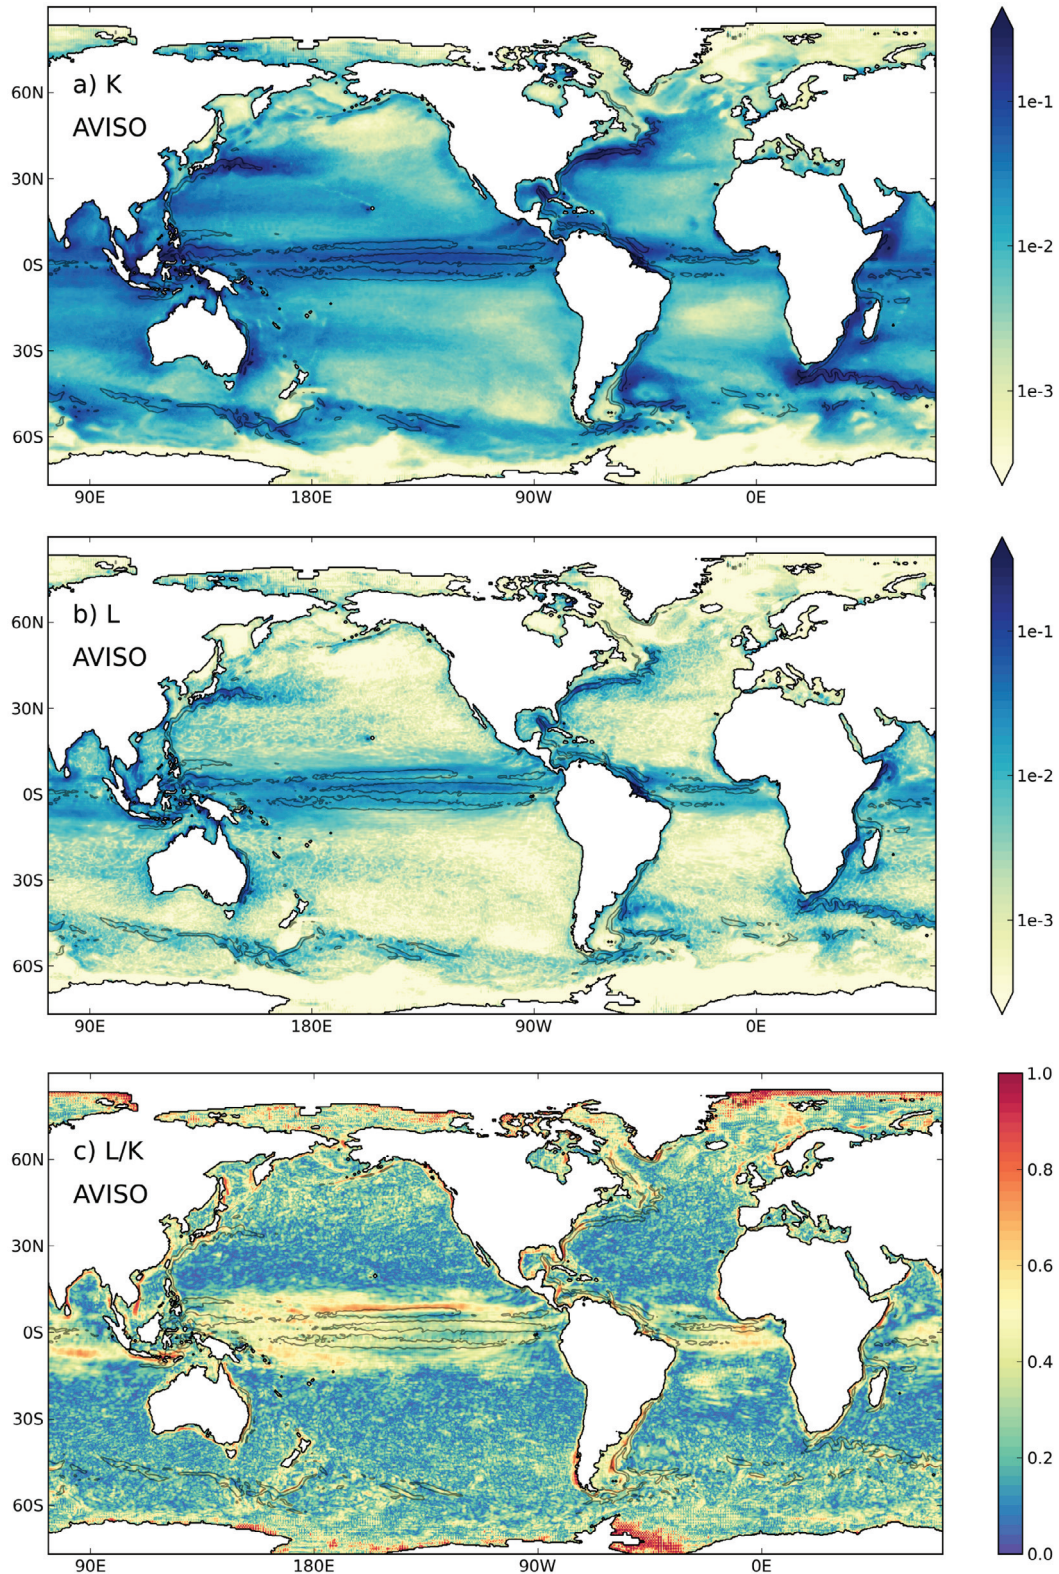 a) K
AVISO
60N
30N
0S
30S
60S
90E
180E
90W
0E
1e-1
1e-2
1e-3
b) L
AVISO
60N
30N
0S
30S
60S
90E
180E
90W
0E
1e-1
1e-2
1e-3
c) L/K
AVISO
60N
30N
0S
30S
60S
90E
180E
90W
0E
1.0
0.8
0.6
0.4
0.2
0.0